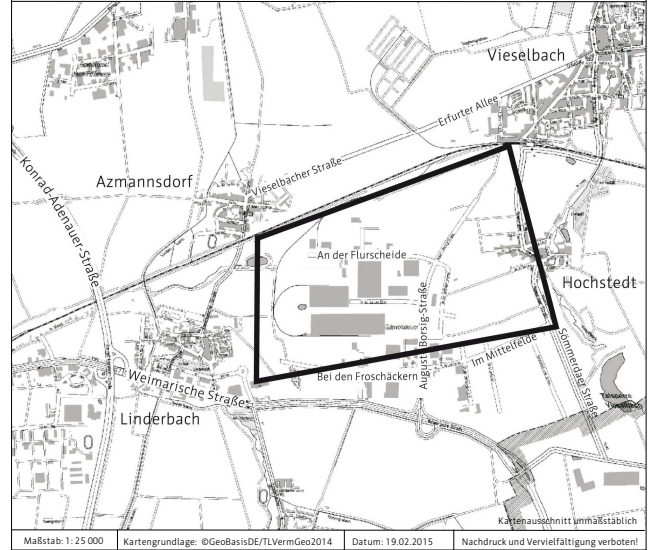 Vieselbach
Erfurter Allee
Vieselbacher Straße
Azmannsdorf
Konrad-Adenauer-Straße
An der Flurscheide
Hochstedt
August-Borsig-Straße
Im Mittelfelde
Bei den Froschäckern
Sommerdaer Straße
Weimarische Straße
Linderbach
Kartenausschnitt unmaßstäblich
Maßstab: 1: 25 000
Kartengrundlage: ©GeoBasisDE/TLVermGeo2014
Datum: 19.02.2015
Nachdruck und Vervielfältigung verboten!